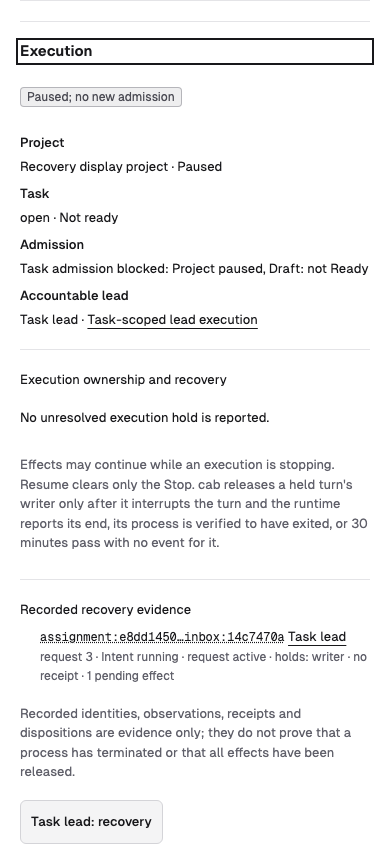 Execution
Paused; no new admission
Project
Recovery display project · Paused
Task
open · Not ready
Admission
Task admission blocked: Project paused, Draft: not Ready
Accountable lead
Task lead · Task-scoped lead execution
Execution ownership and recovery
No unresolved execution hold is reported.
Effects may continue while an execution is stopping.
Resume clears only the Stop. cab releases a held turn's
writer only after it interrupts the turn and the runtime
reports its end, its process is verified to have exited, or 30
minutes pass with no event for it.
Recorded recovery evidence
assignment:e8dd1450…inbox:14c7470a Task lead
request 3 · Intent running · request active · holds: writer · no
receipt · 1 pending effect
Recorded identities, observations, receipts and
dispositions are evidence only; they do not prove that a
process has terminated or that all effects have been
released.
Task lead: recovery